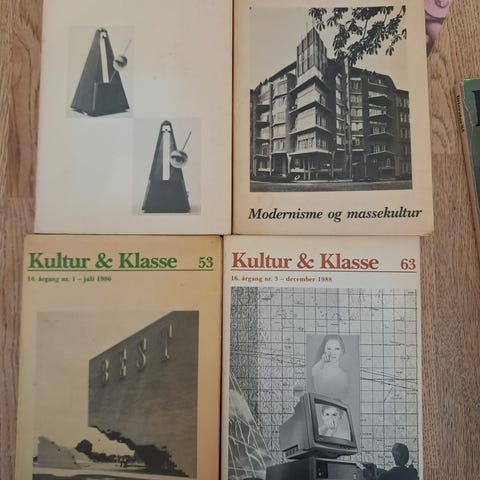 Modernisme og massekultur
Kultur & Klasse 53
14. årgang nr. 1 – juli 1986
BEST
Kultur & Klasse 63
16. årgang nr. 3 – december 1988